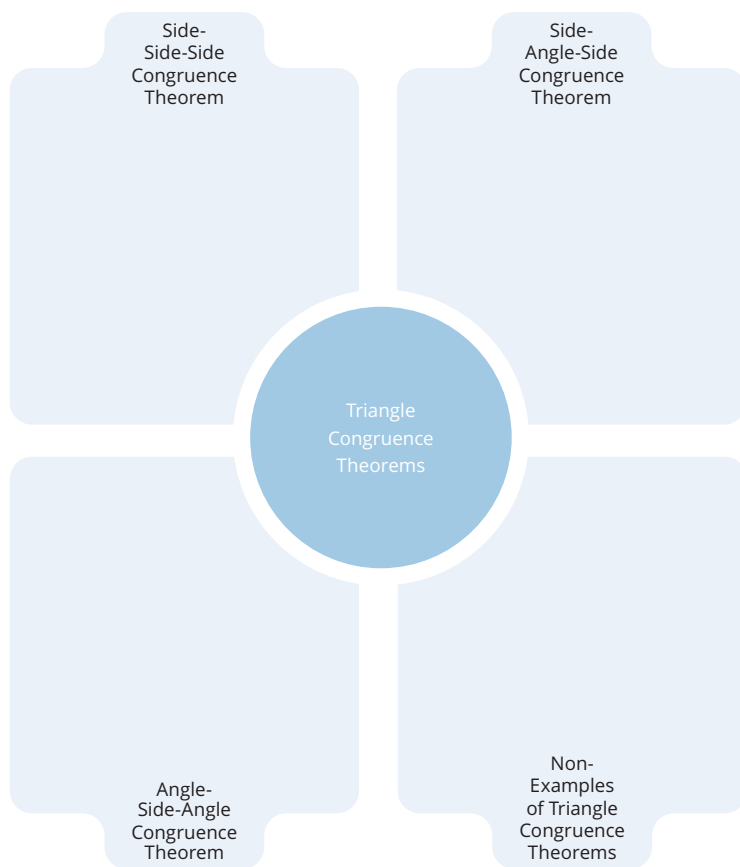 Side-
Side-Side
Congruence
Theorem
Side-
Angle-Side
Congruence
Theorem
Triangle
Congruence
Theorems
Angle-
Side-Angle
Congruence
Theorem
Non-
Examples
of Triangle
Congruence
Theorems